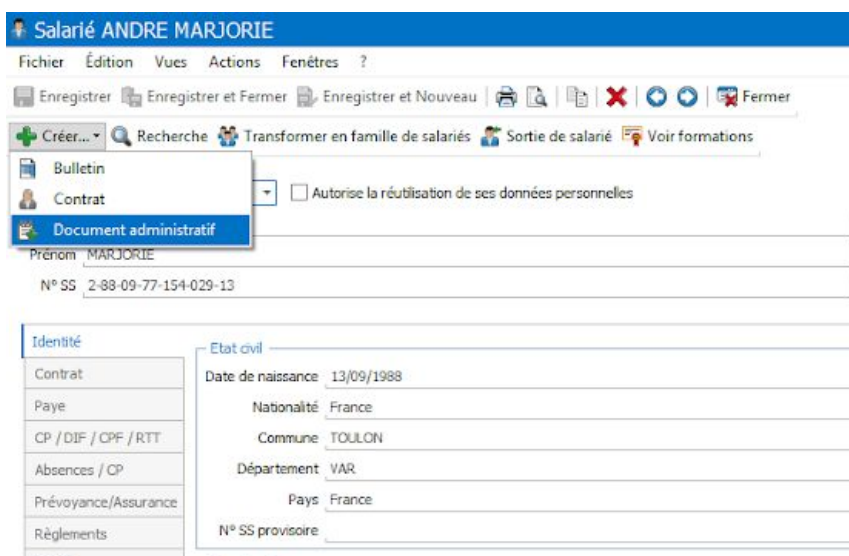 Salarié ANDRE MARJORIE
Fichier Édition Vues Actions Fenêtres ?
Enregistrer Enregistrer et Fermer Enregistrer et Nouveau Fermer
Créer... Recherche Transformer en famille de salariés Sortie de salarié Voir formations
Bulletin
Autorise la réutilisation de ses données personnelles
Contrat
Document administratif
Prénom MARJORIE
N° SS 2-88-09-77-154-029-13
Identité
Etat civil
Contrat
Date de naissance 13/09/1988
Paye
Nationalité France
CP / DIF / CPF / RTT
Commune TOULON
Absences / CP
Département VAR
Prévoyance/Assurance
Pays France
Règlements
N° SS provisoire